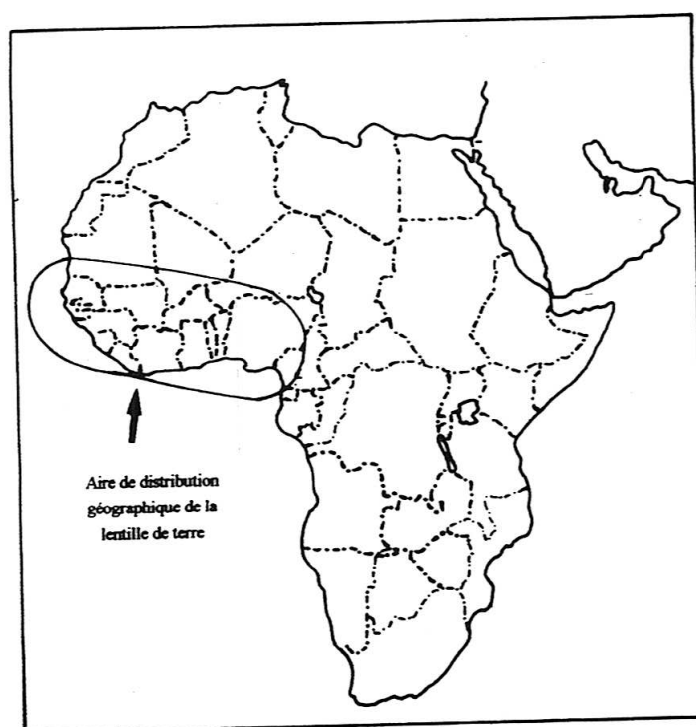 Aire de distribution
géographique de la
lentille de terre